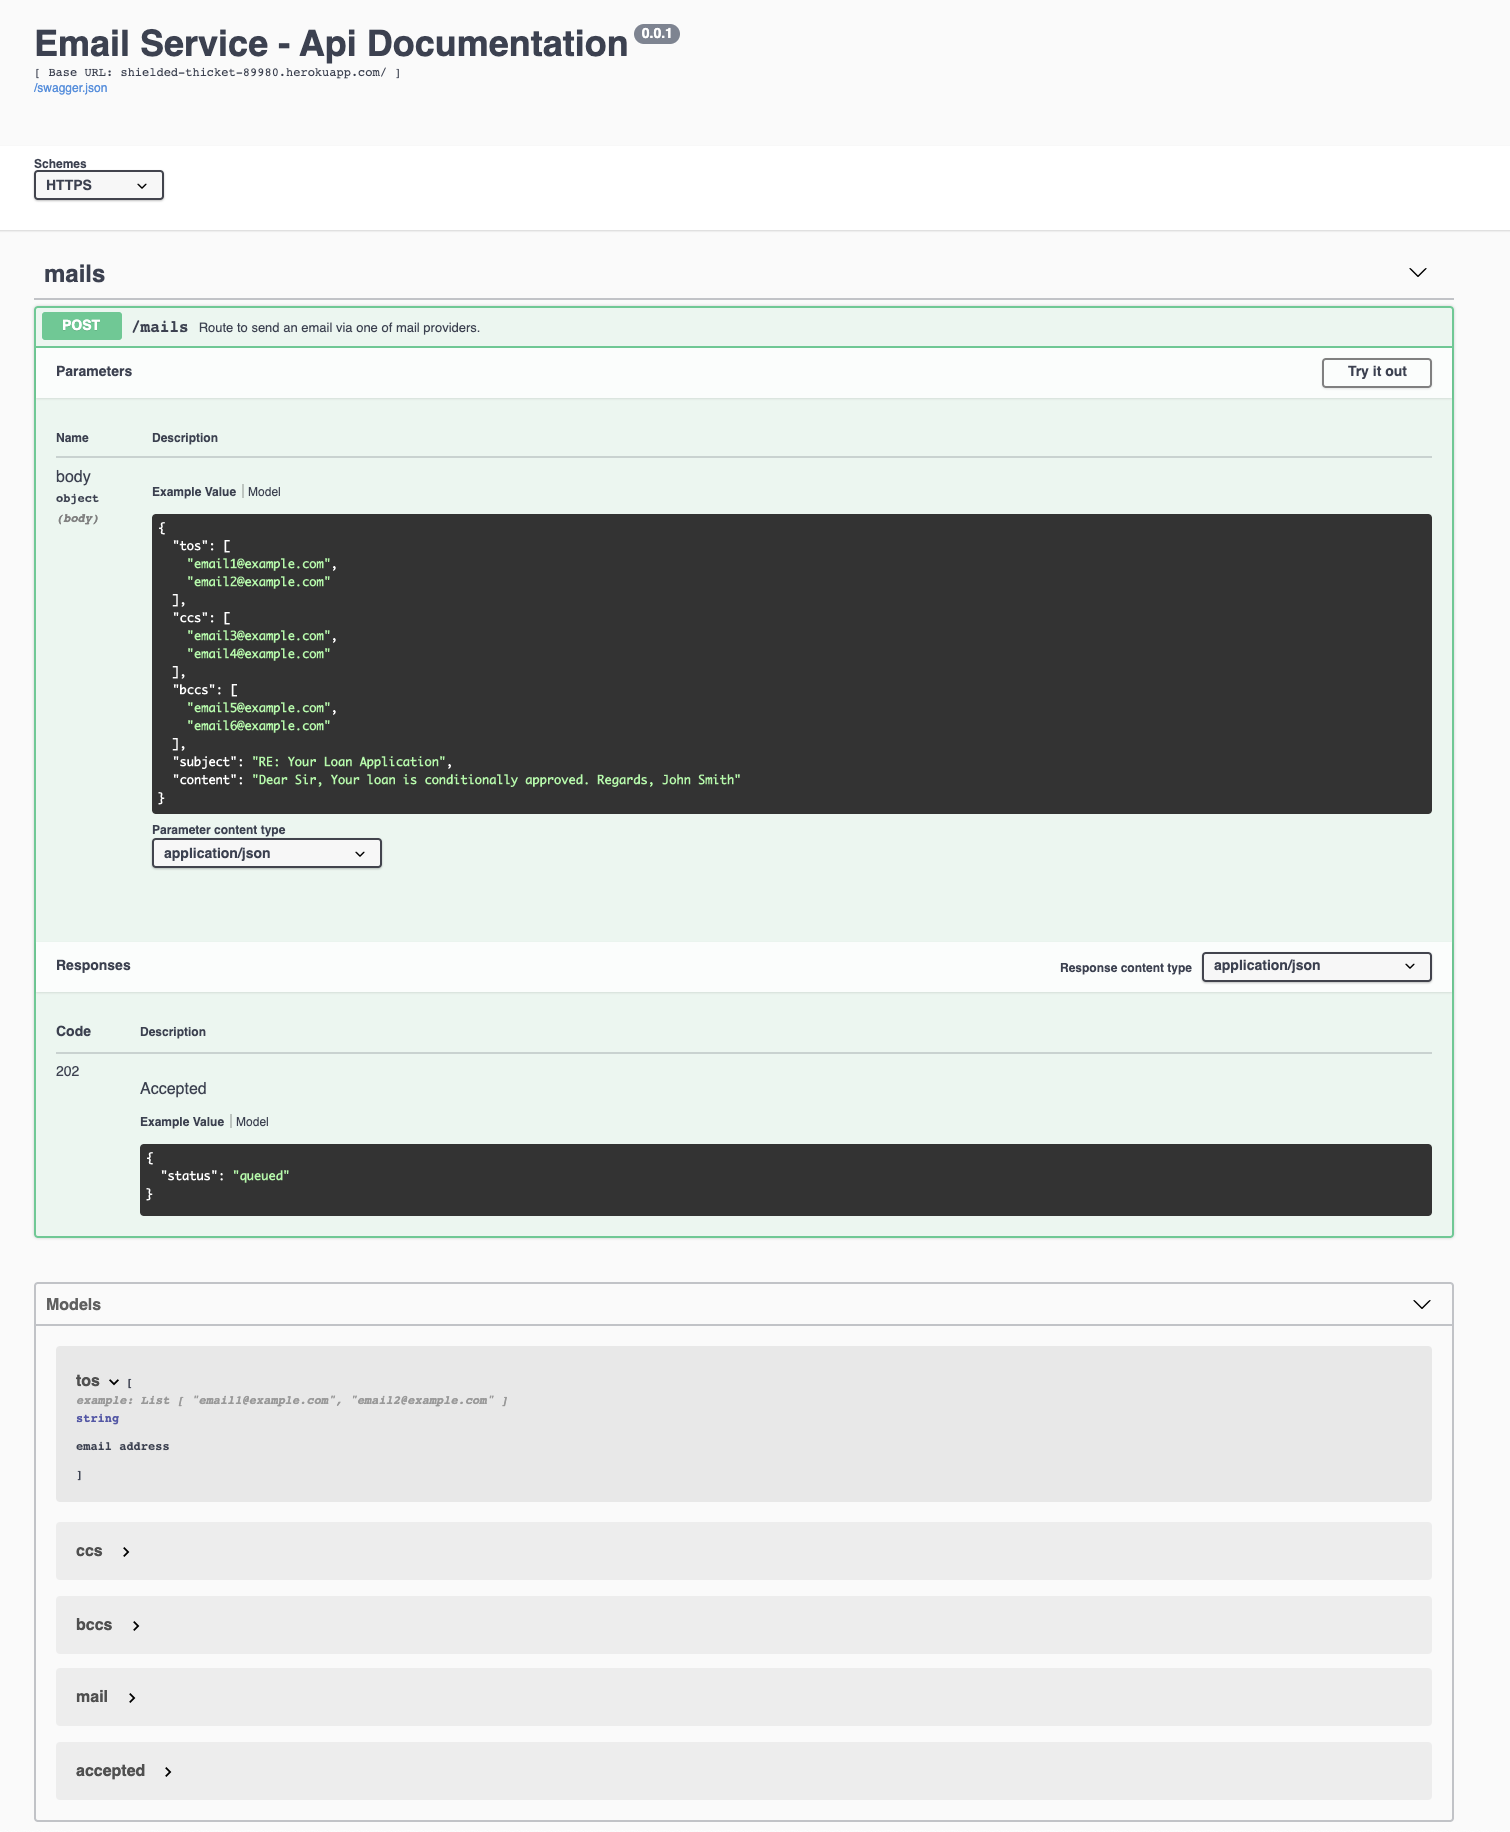 Email Service - Api Documentation 0.0.1
[ Base URL: shielded-thicket-89980.herokuapp.com/ ]
/swagger.json
Schemes
HTTPS
mails
POST /mails Route to send an email via one of mail providers.
Parameters Try it out
Name Description
body
object
(body)
Example Value Model
{
"tos": [
"email1@example.com",
"email2@example.com"
],
"ccs": [
"email3@example.com",
"email4@example.com"
],
"bccs": [
"email5@example.com",
"email6@example.com"
],
"subject": "RE: Your Loan Application",
"content": "Dear Sir, Your loan is conditionally approved. Regards, John Smith"
}
Parameter content type
application/json
Responses Response content type application/json
Code Description
202
Accepted
Example Value Model
{
"status": "queued"
}
Models
tos [
example: List [ "email1@example.com", "email2@example.com" ]
string
email address
]
ccs
bccs
mail
accepted